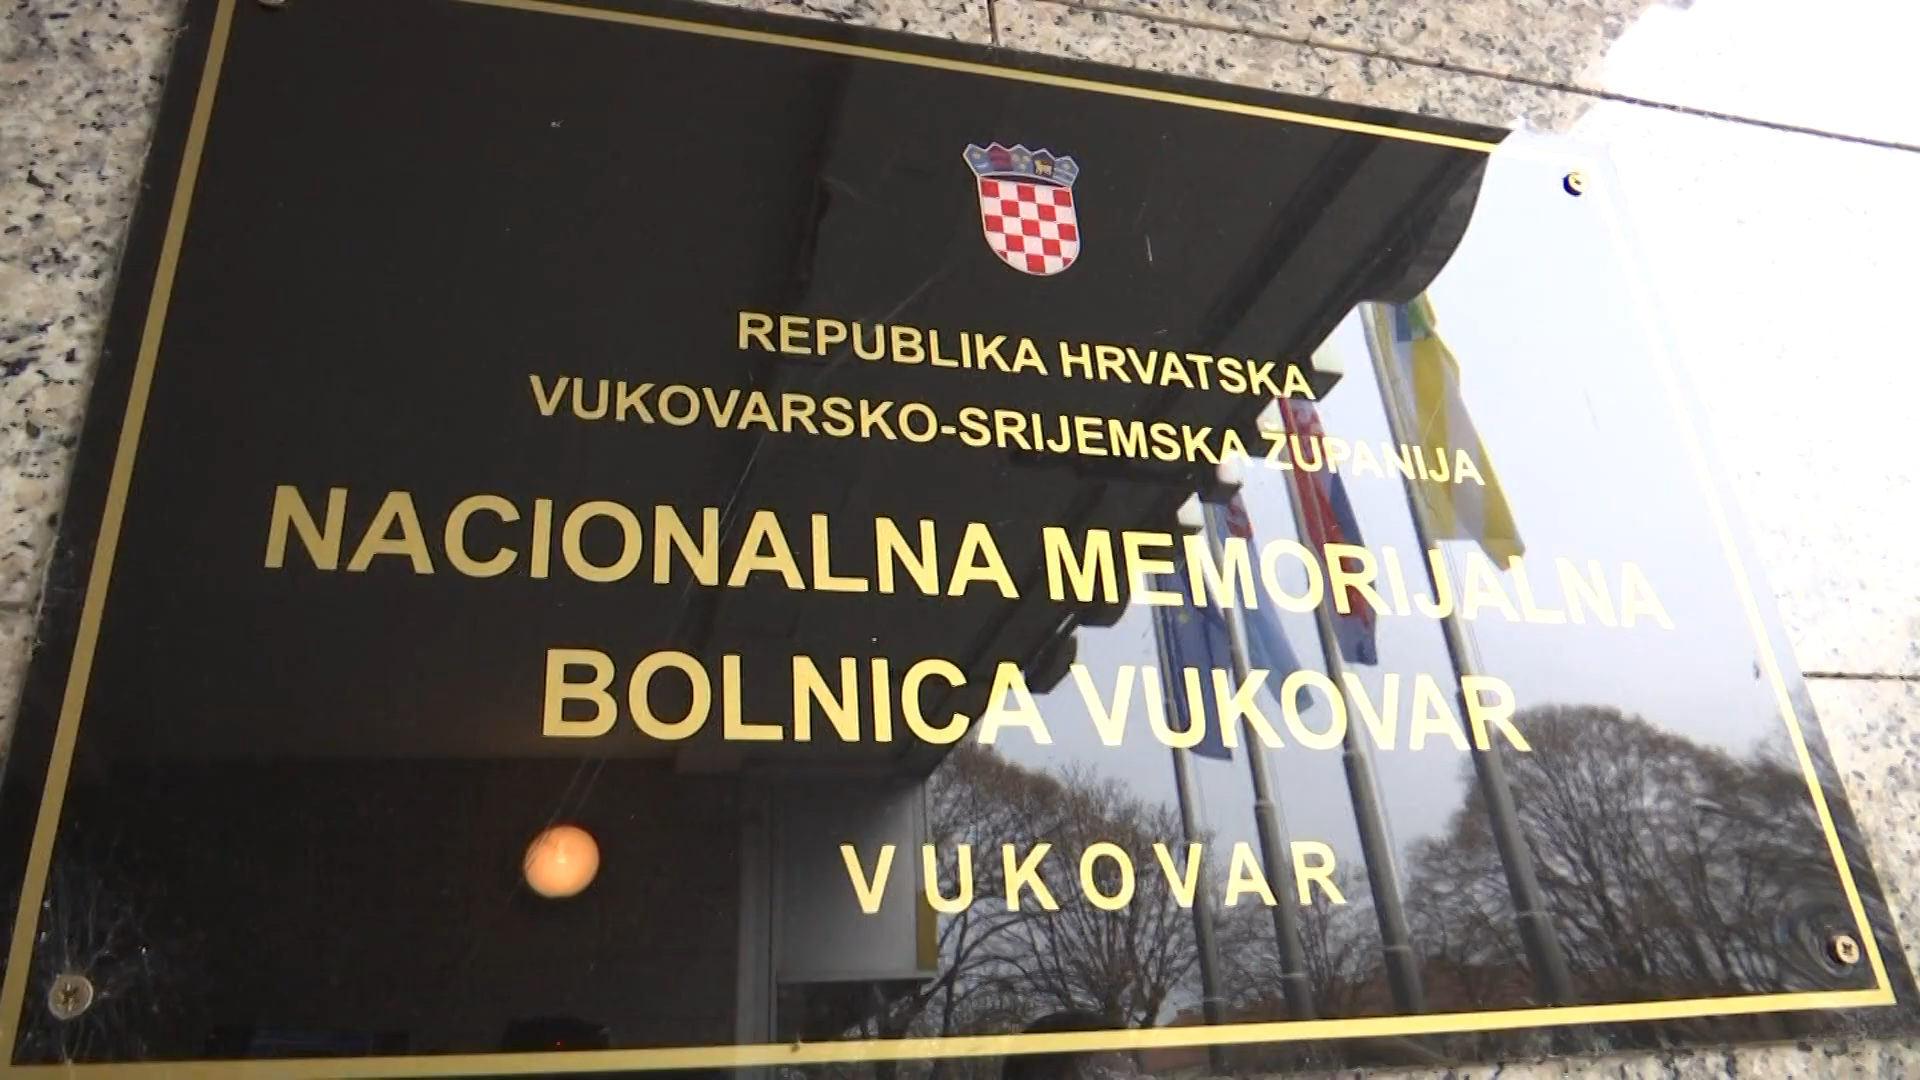 REPUBLIKA HRVATSKA
VUKOVARSKO-SRIJEMSKA ŽUPANIJA
NACIONALNA MEMORIJALNA
BOLNICA VUKOVAR
VUKOVAR